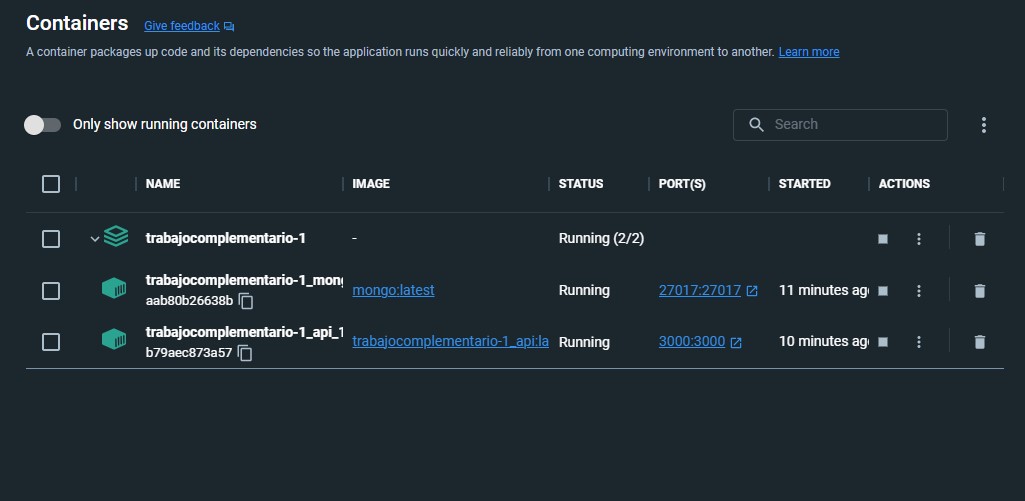 Containers Give feedback
A container packages up code and its dependencies so the application runs quickly and reliably from one computing environment to another. Learn more
Only show running containers Search
NAME IMAGE STATUS PORT(S) STARTED ACTIONS
trabajocomplementario-1 - Running (2/2)
trabajocomplementario-1_mong
aab80b26638b mongo:latest Running 27017:27017 11 minutes ago
trabajocomplementario-1_api_1
b79aec873a57 trabajocomplementario-1_api:la Running 3000:3000 10 minutes ago